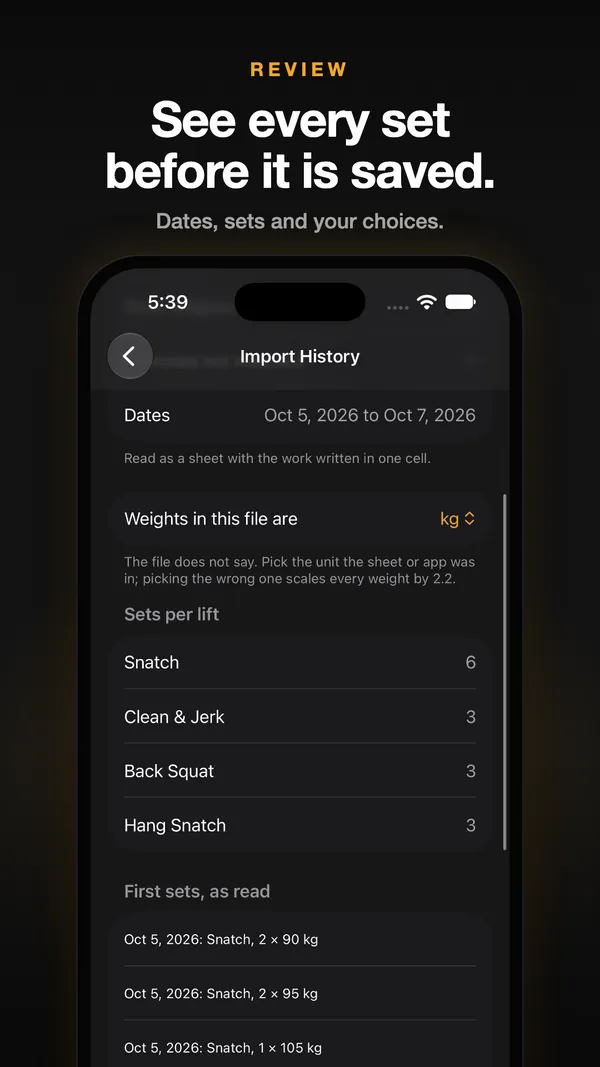 REVIEW
See every set
before it is saved.
Dates, sets and your choices.
5:39
Import History
Dates Oct 5, 2026 to Oct 7, 2026
Read as a sheet with the work written in one cell.
Weights in this file are kg
The file does not say. Pick the unit the sheet or app was
in; picking the wrong one scales every weight by 2.2.
Sets per lift
Snatch 6
Clean & Jerk 3
Back Squat 3
Hang Snatch 3
First sets, as read
Oct 5, 2026: Snatch, 2 × 90 kg
Oct 5, 2026: Snatch, 2 × 95 kg
Oct 5, 2026: Snatch, 1 × 105 kg